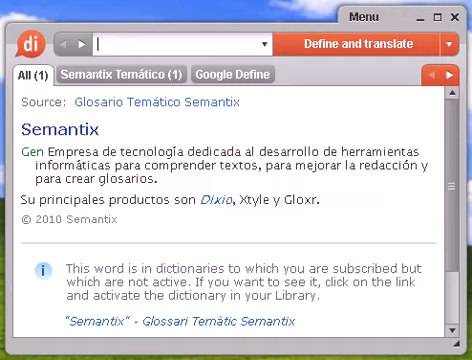 Menu
di
Define and translate
All (1)
Semantix Temático (1)
Google Define
Source: Glosario Temático Semantix
Semantix
Gen Empresa de tecnología dedicada al desarrollo de herramientas
informáticas para comprender textos, para mejorar la redacción y
para crear glosarios.
Su principales productos son Dixio, Xtyle y Gloxr.
© 2010 Semantix
i
This word is in dictionaries to which you are subscribed but
which are not active. If you want to see it, click on the link
and activate the dictionary in your Library.
"Semantix" - Glossari Temàtic Semantix